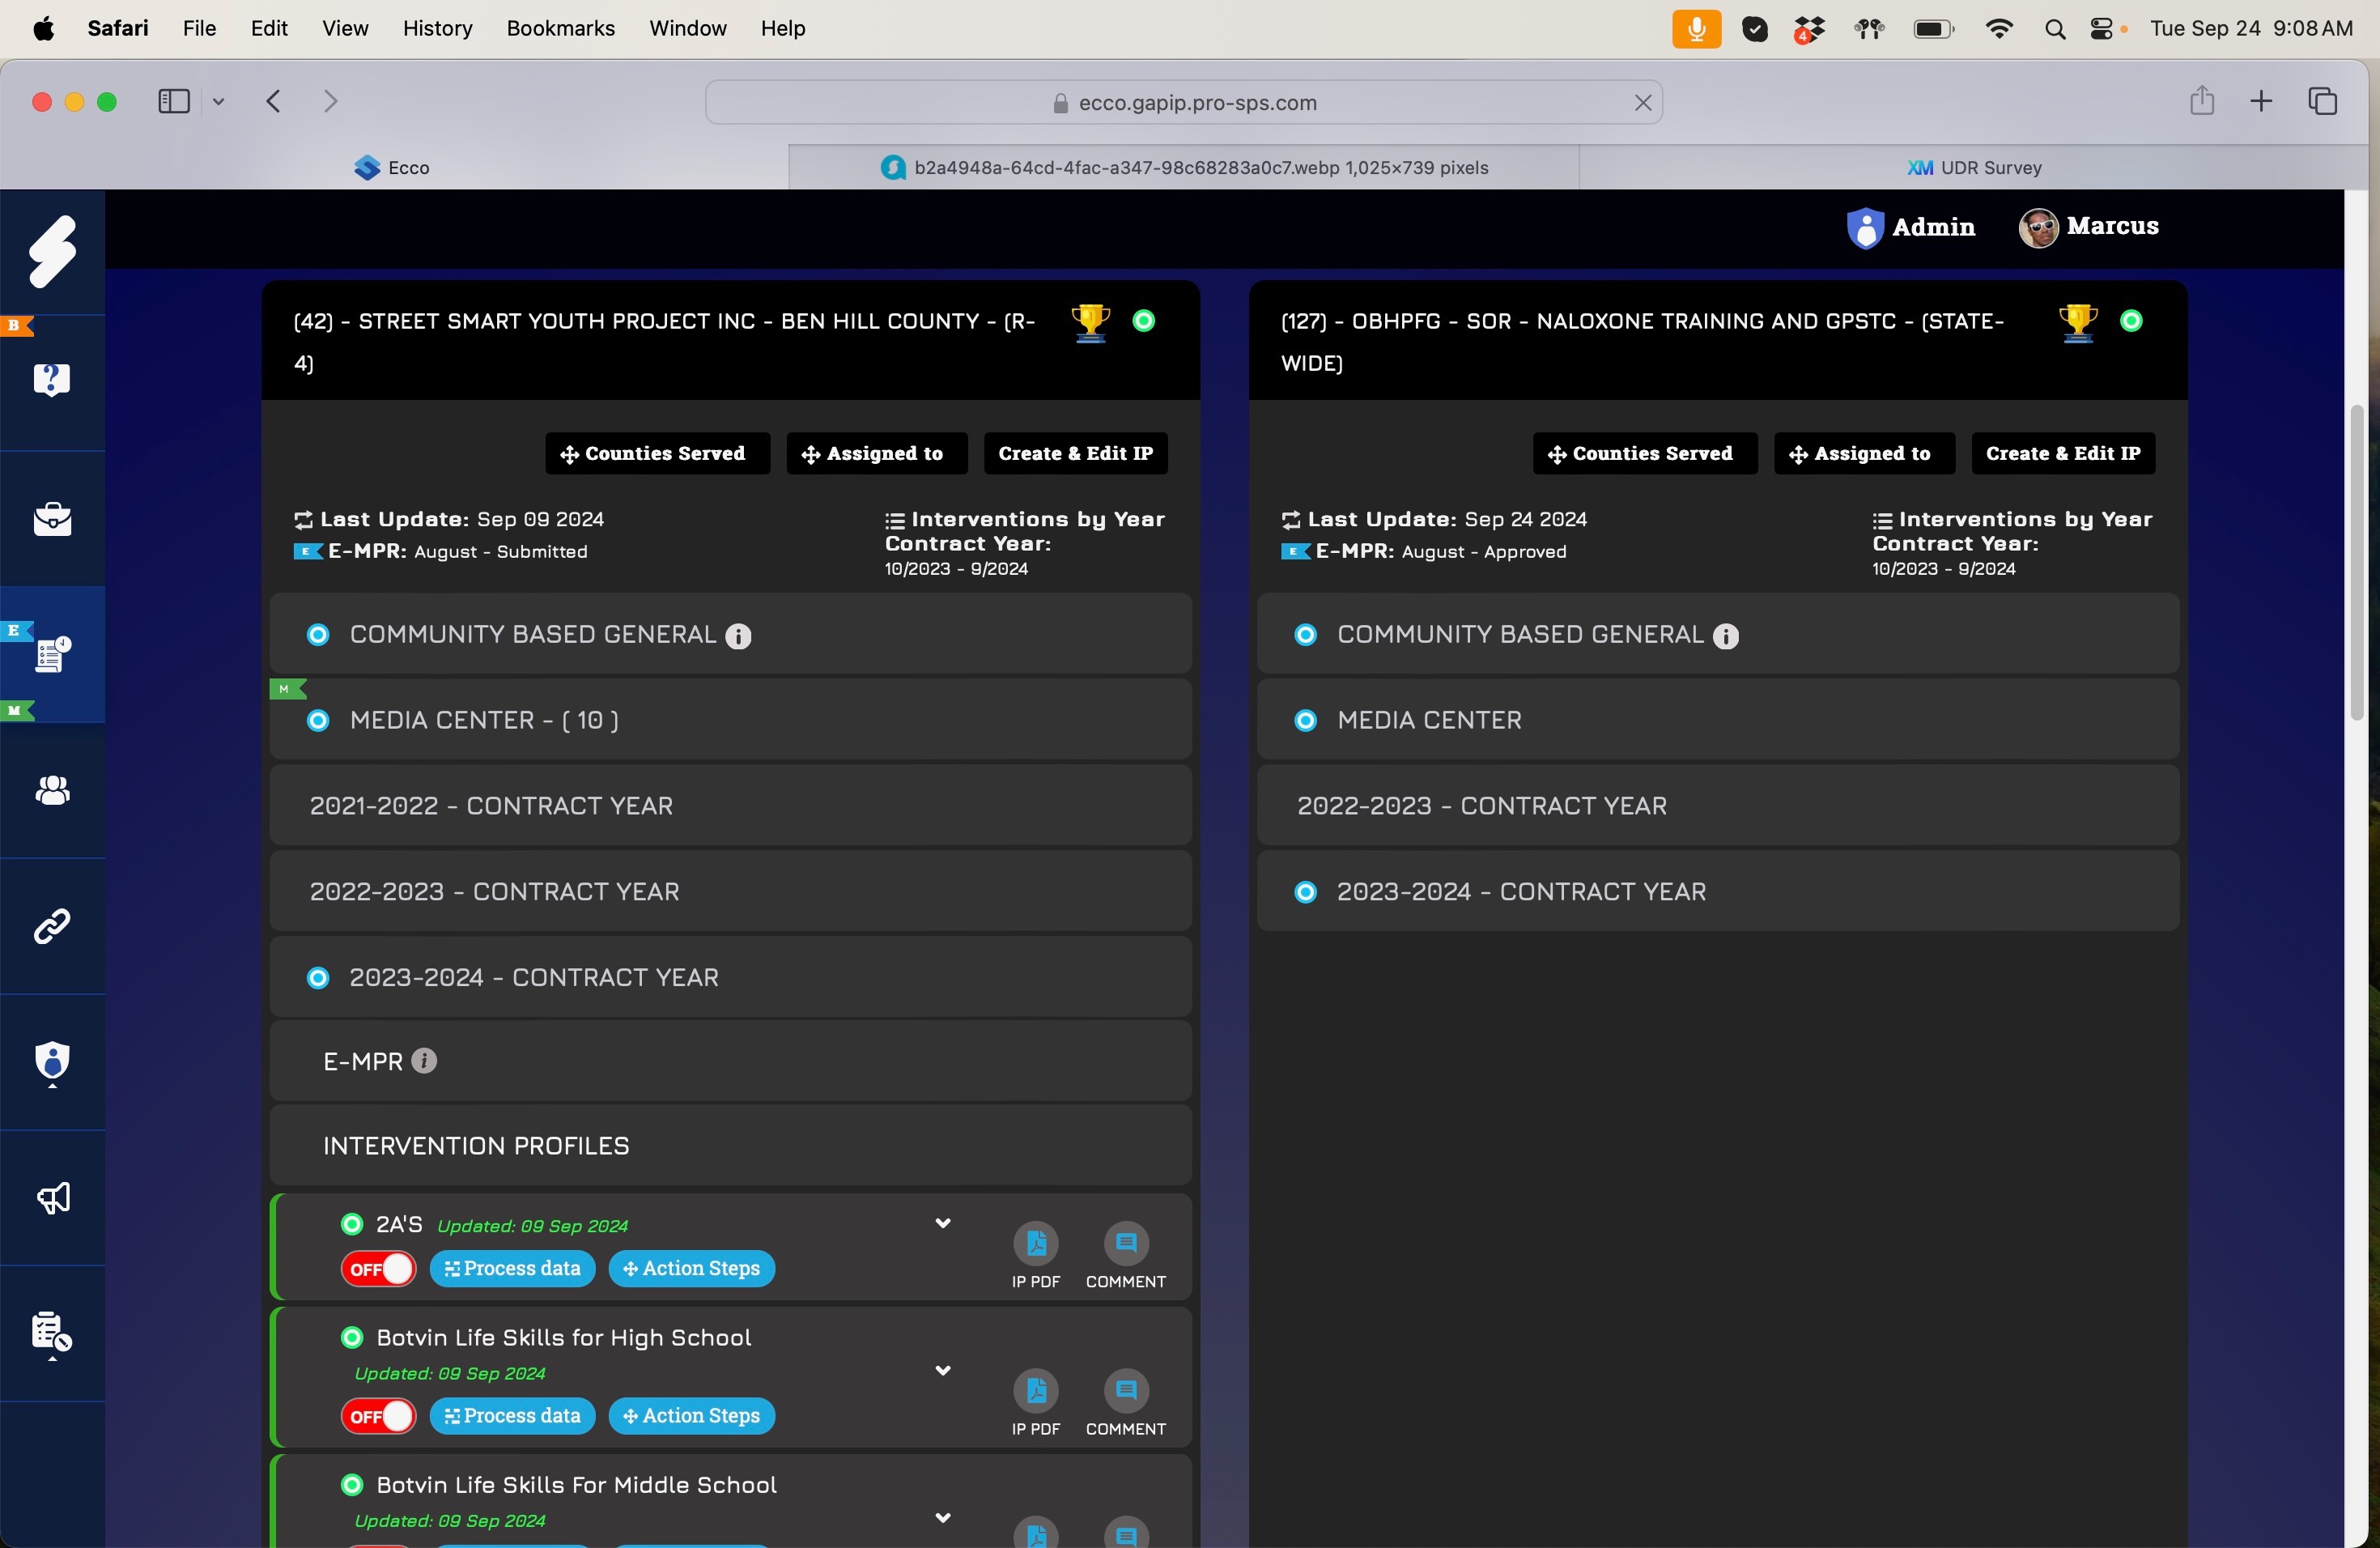 Safari File Edit View History Bookmarks Window Help 4 Tue Sep 24 9:08 AM
ecco.gapip.pro-sps.com
Ecco b2a4948a-64cd-4fac-a347-98c68283a0c7.webp 1,025×739 pixels XM UDR Survey
Admin Marcus
B
E
M
(42) - STREET SMART YOUTH PROJECT INC - BEN HILL COUNTY - (R-
4)
Counties Served Assigned to Create & Edit IP
Last Update: Sep 09 2024
E E-MPR: August - Submitted
Interventions by Year
Contract Year:
10/2023 - 9/2024
COMMUNITY BASED GENERAL
M
MEDIA CENTER - ( 10 )
2021-2022 - CONTRACT YEAR
2022-2023 - CONTRACT YEAR
2023-2024 - CONTRACT YEAR
E-MPR
INTERVENTION PROFILES
2A'S Updated: 09 Sep 2024
OFF Process data Action Steps IP PDF COMMENT
Botvin Life Skills for High School
Updated: 09 Sep 2024
OFF Process data Action Steps IP PDF COMMENT
Botvin Life Skills For Middle School
Updated: 09 Sep 2024
(127) - OBHPFG - SOR - NALOXONE TRAINING AND GPSTC - (STATE-
WIDE)
Counties Served Assigned to Create & Edit IP
Last Update: Sep 24 2024
E E-MPR: August - Approved
Interventions by Year
Contract Year:
10/2023 - 9/2024
COMMUNITY BASED GENERAL
MEDIA CENTER
2022-2023 - CONTRACT YEAR
2023-2024 - CONTRACT YEAR